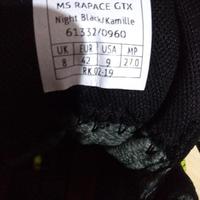 MS RAPACE GTX
Night Black/Kamille
61332/0960
UK EUR USA MP
8 42 9 27.0
RK 02-19